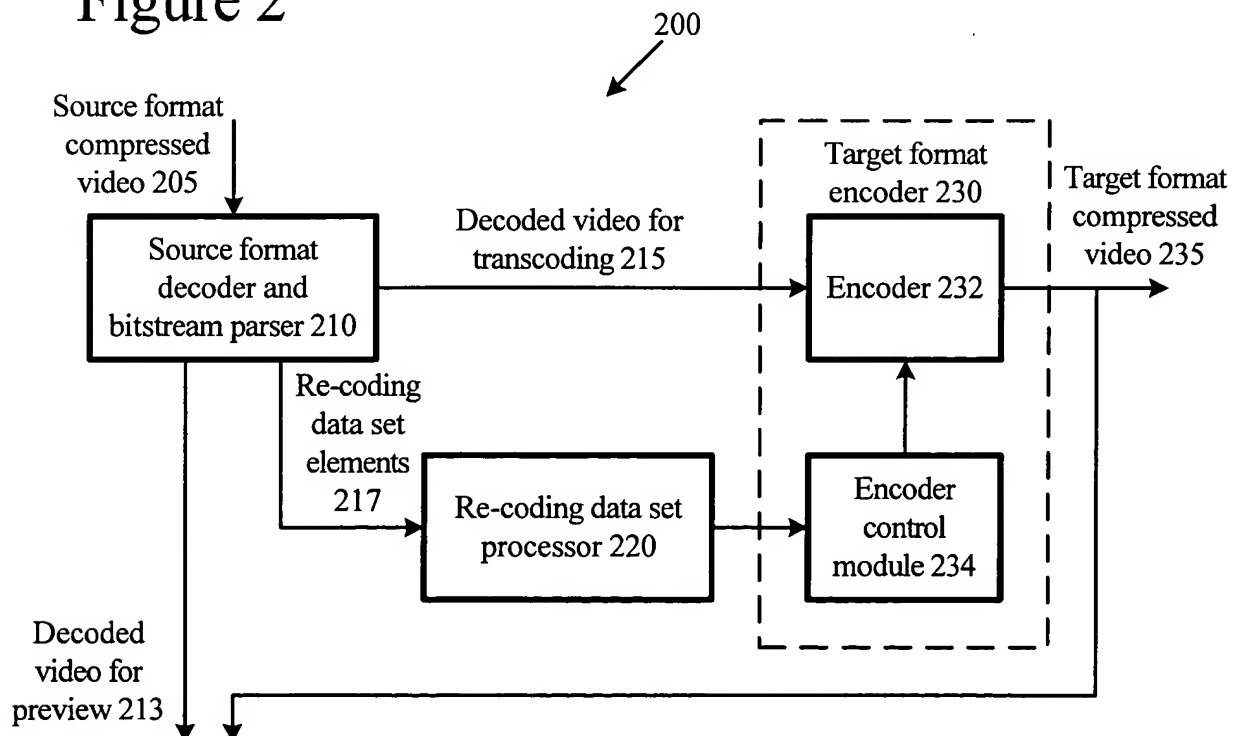 Figure 2
200
Source format
compressed
video 205
Source format
decoder and
bitstream parser 210
Decoded video for
transcoding 215
Target format
encoder 230
Encoder 232
Target format
compressed
video 235
Re-coding
data set
elements
217
Re-coding data set
processor 220
Encoder
control
module 234
Decoded
video for
preview 213